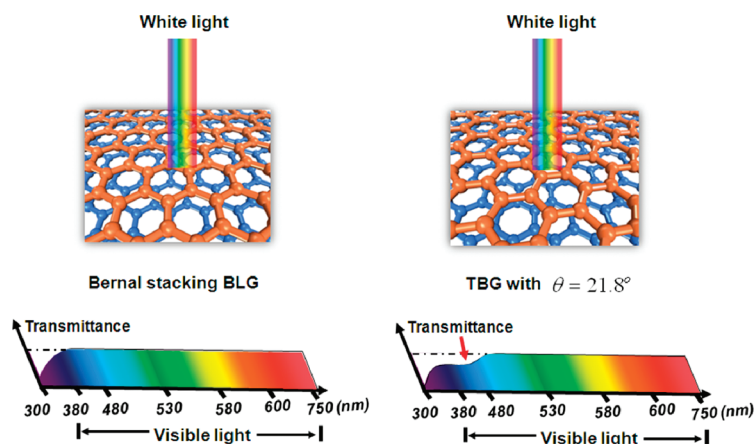 White light
White light
Bernal stacking BLG
TBG with θ = 21.8°
Transmittance
300 380 480 530 580 600 750 (nm)
Visible light
Transmittance
300 380 480 530 580 600 750 (nm)
Visible light